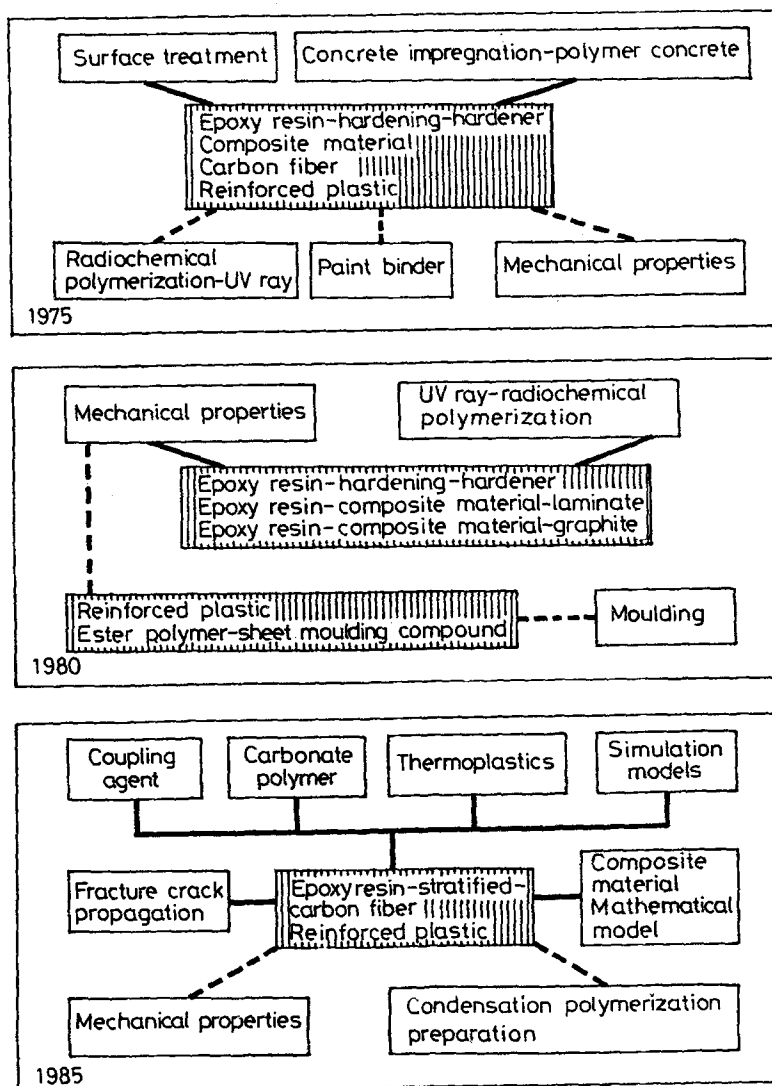 Surface treatment
Concrete impregnation-polymer concrete
Epoxy resin-hardening-hardener
Composite material
Carbon fiber
Reinforced plastic
Radiochemical
polymerization-UV ray
Paint binder
Mechanical properties
1975
Mechanical properties
UV ray-radiochemical
polymerization
Epoxy resin-hardening-hardener
Epoxy resin-composite material-laminate
Epoxy resin-composite material-graphite
Reinforced plastic
Ester polymer-sheet moulding compound
Moulding
1980
Coupling
agent
Carbonate
polymer
Thermoplastics
Simulation
models
Fracture crack
propagation
Epoxy resin-stratified-
carbon fiber
Reinforced plastic
Composite
material
Mathematical
model
Mechanical properties
Condensation polymerization
preparation
1985